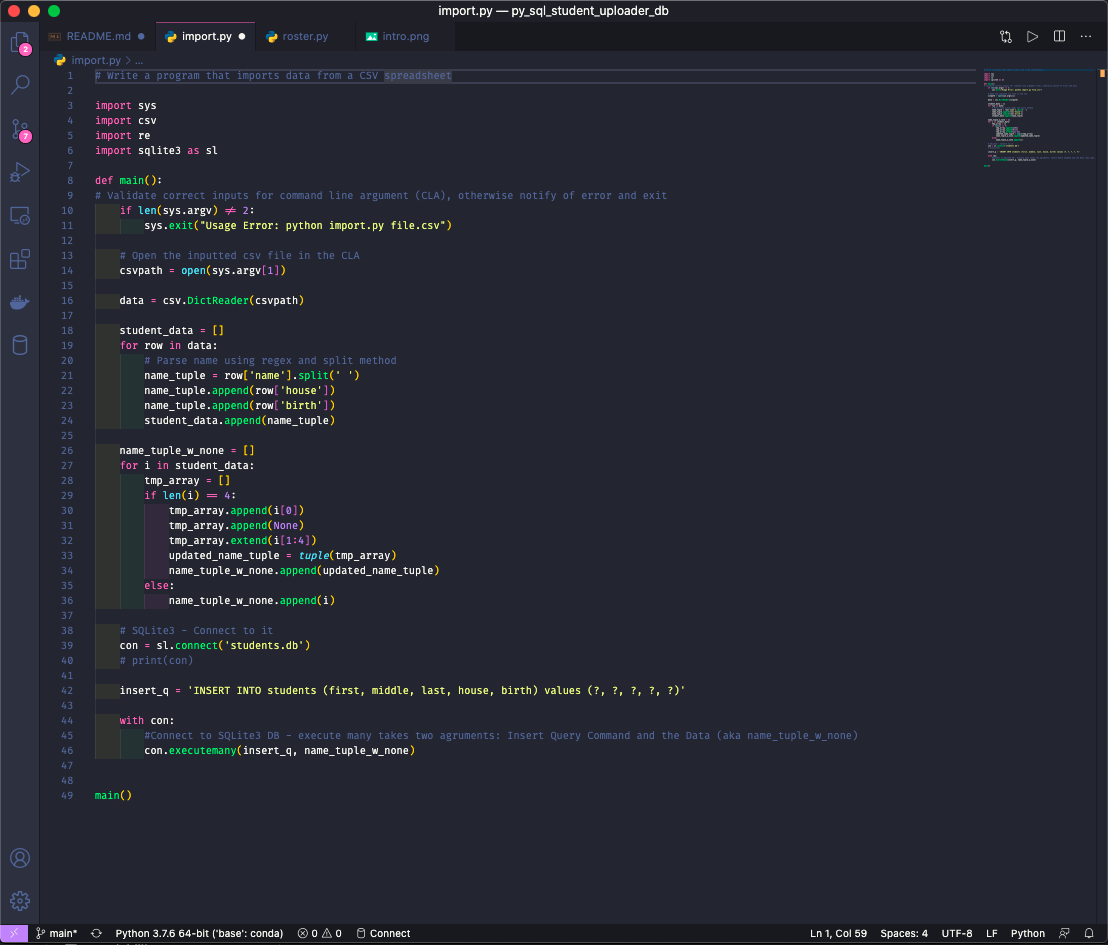 import.py — py_sql_student_uploader_db
README.md import.py roster.py intro.png
import.py > ...
2
7
1 # Write a program that imports data from a CSV spreadsheet
2
3 import sys
4 import csv
5 import re
6 import sqlite3 as sl
7
8 def main():
9 # Validate correct inputs for command line argument (CLA), otherwise notify of error and exit
10 if len(sys.argv) != 2:
11 sys.exit("Usage Error: python import.py file.csv")
12
13 # Open the inputted csv file in the CLA
14 csvpath = open(sys.argv[1])
15
16 data = csv.DictReader(csvpath)
17
18 student_data = []
19 for row in data:
20 # Parse name using regex and split method
21 name_tuple = row['name'].split(' ')
22 name_tuple.append(row['house'])
23 name_tuple.append(row['birth'])
24 student_data.append(name_tuple)
25
26 name_tuple_w_none = []
27 for i in student_data:
28 tmp_array = []
29 if len(i) == 4:
30 tmp_array.append(i[0])
31 tmp_array.append(None)
32 tmp_array.extend(i[1:4])
33 updated_name_tuple = tuple(tmp_array)
34 name_tuple_w_none.append(updated_name_tuple)
35 else:
36 name_tuple_w_none.append(i)
37
38 # SQLite3 - Connect to it
39 con = sl.connect('students.db')
40 # print(con)
41
42 insert_q = 'INSERT INTO students (first, middle, last, house, birth) values (?, ?, ?, ?, ?)'
43
44 with con:
45 #Connect to SQLite3 DB - execute many takes two agruments: Insert Query Command and the Data (aka name_tuple_w_none)
46 con.executemany(insert_q, name_tuple_w_none)
47
48
49 main()
main* Python 3.7.6 64-bit ('base': conda) 0 0 Connect Ln 1, Col 59 Spaces: 4 UTF-8 LF Python